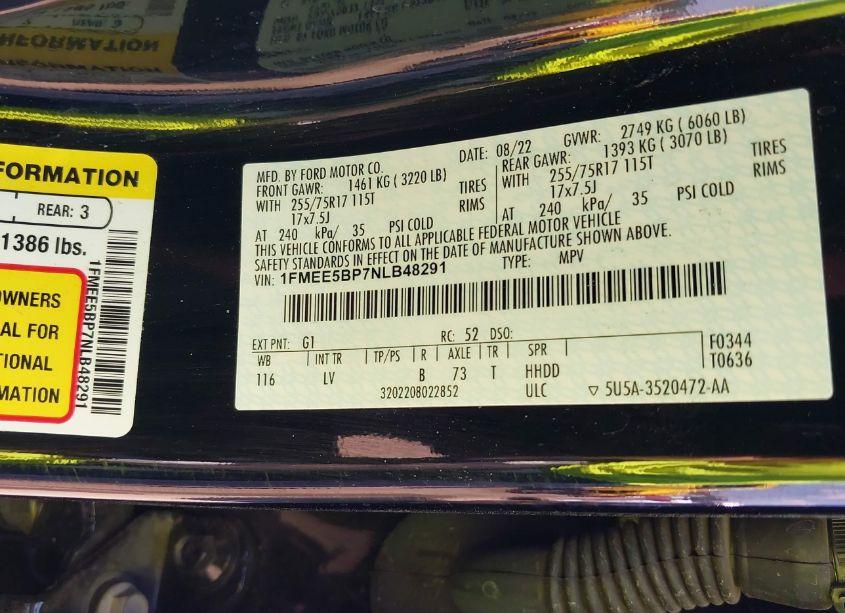 FORMATION
REAR: 3
1386 lbs.
OWNERS
AL FOR
TIONAL
MATION
1FMEE5BP7NLB48291
MFD. BY FORD MOTOR CO.
DATE: 08/22
GVWR: 2749 KG ( 6060 LB)
FRONT GAWR: 1461 KG ( 3220 LB)
REAR GAWR: 1393 KG ( 3070 LB)
WITH 255/75R17 115T TIRES
WITH 255/75R17 115T TIRES
17x7.5J RIMS
17x7.5J RIMS
AT 240 kPa/ 35 PSI COLD
AT 240 kPa/ 35 PSI COLD
THIS VEHICLE CONFORMS TO ALL APPLICABLE FEDERAL MOTOR VEHICLE
SAFETY STANDARDS IN EFFECT ON THE DATE OF MANUFACTURE SHOWN ABOVE.
VIN: 1FMEE5BP7NLB48291 TYPE: MPV
EXT PNT: G1 RC: 52 DSO:
F0344
WB INT TR TP/PS R AXLE TR SPR
T0636
116 LV B 73 T HHDD
3202208022852 ULC 5U5A-3520472-AA